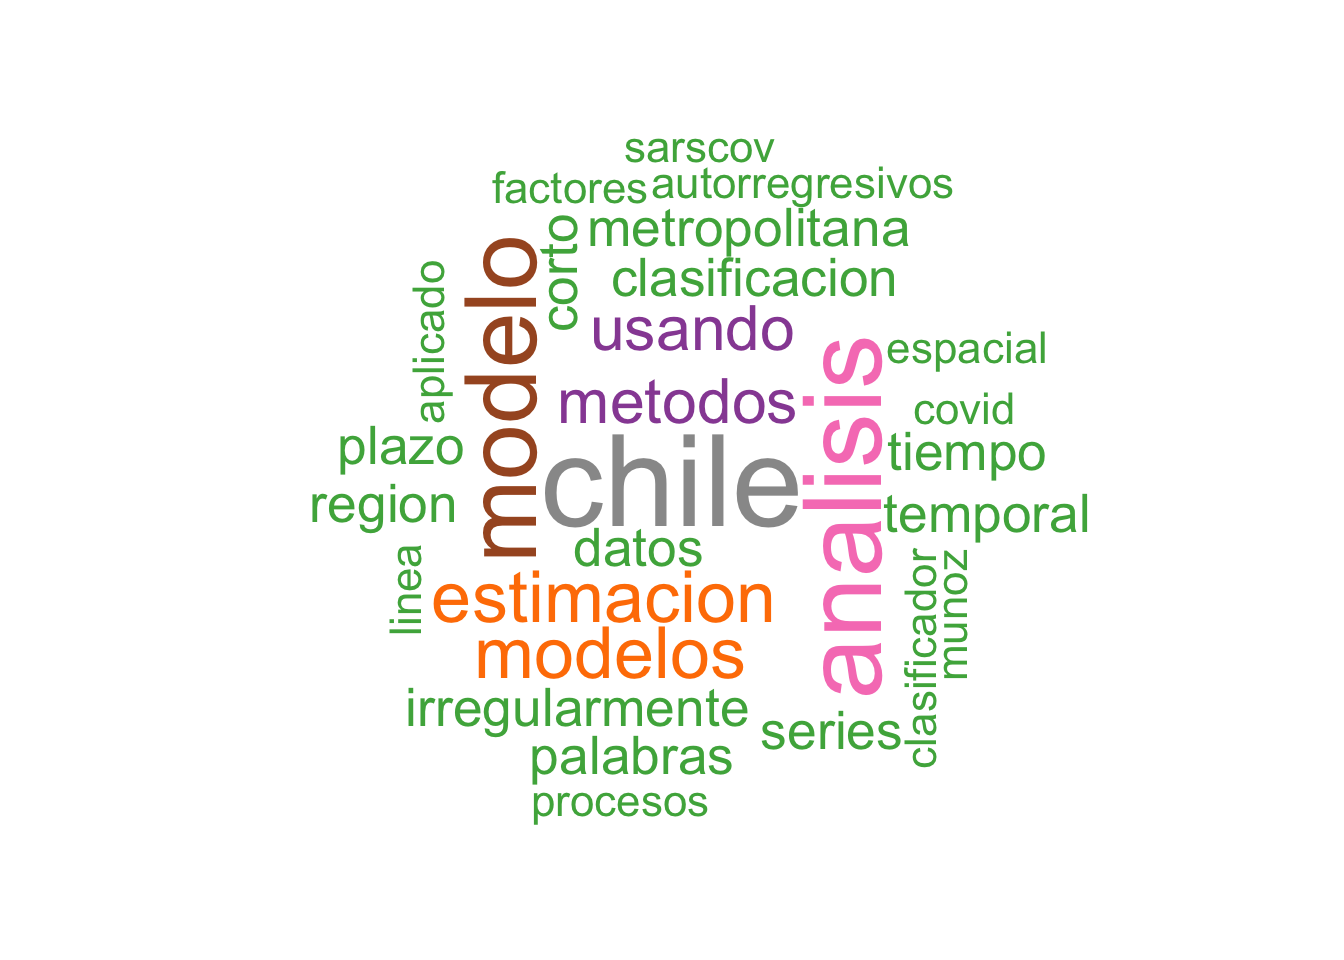 sarscov
factores
autorregresivos
corto
metropolitana
modelo
aplicado
clasificacion
usando
analisis
espacial
metodos
covid
plazo
chile
tiempo
region
temporal
datos
linea
estimacion
clasificador
munoz
modelos
irregularmente
series
palabras
procesos